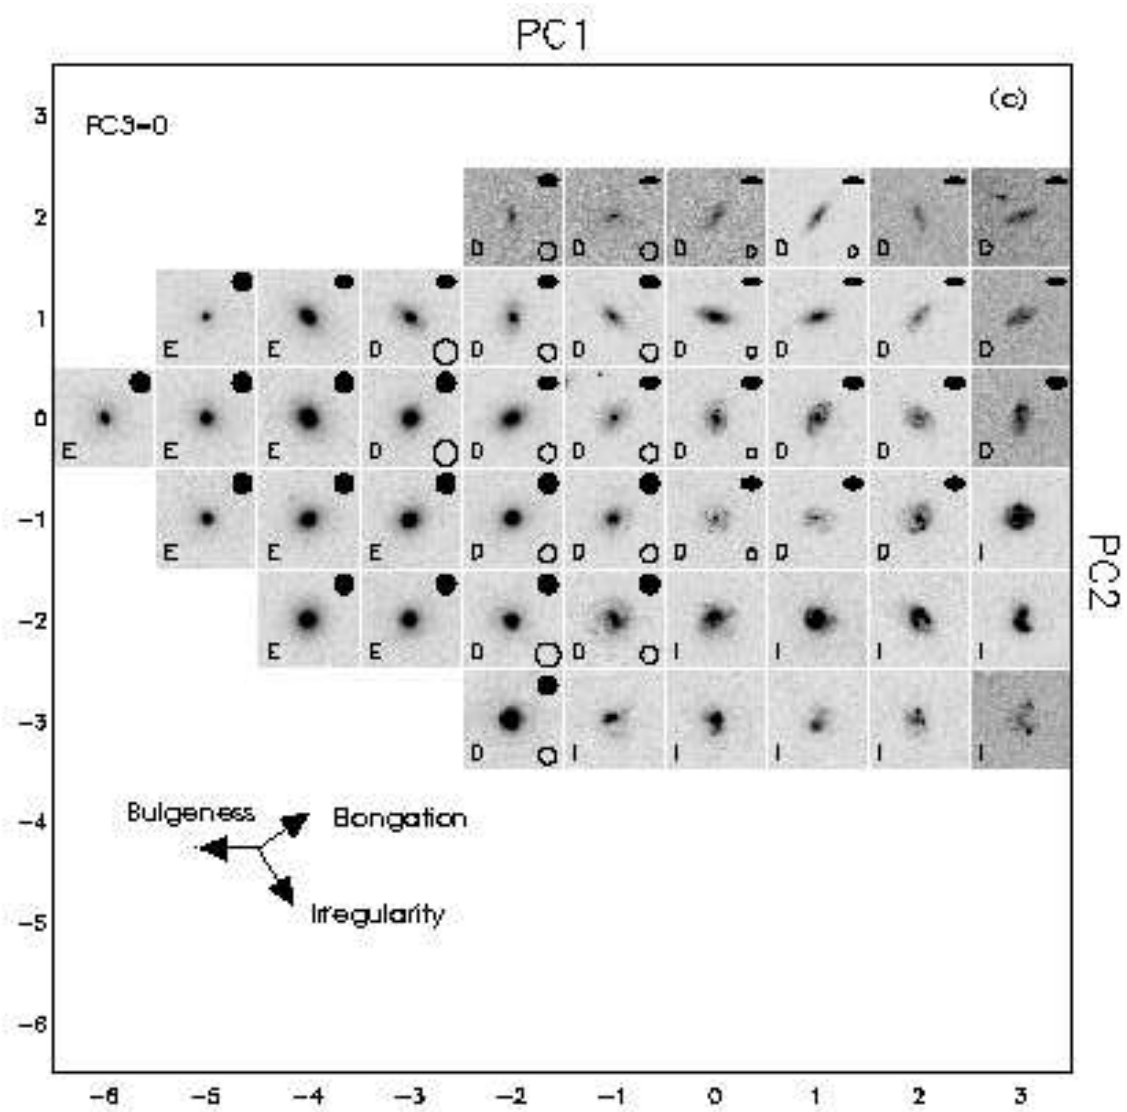 PC1
(c)
3
PC3=0
2
D D D D D D
1
E E D D D D D D D
0
E E E D D D D D D D
-1
E E E D D D D D I
PC2
-2
E E D D I I I I
-3
D I I I I I
-4
Bulgeness
Elongation
-5
Irregularity
-6
-6 -5 -4 -3 -2 -1 0 1 2 3